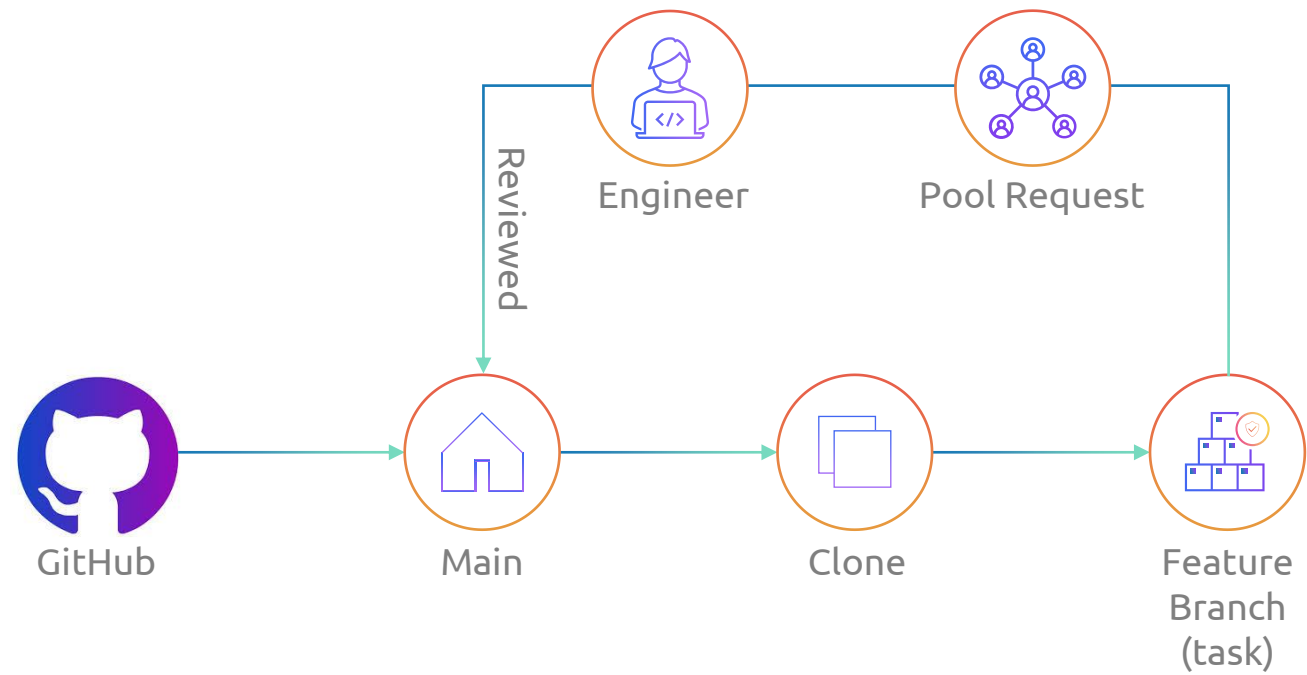 Engineer
Pool Request
Reviewed
GitHub
Main
Clone
Feature
Branch
(task)